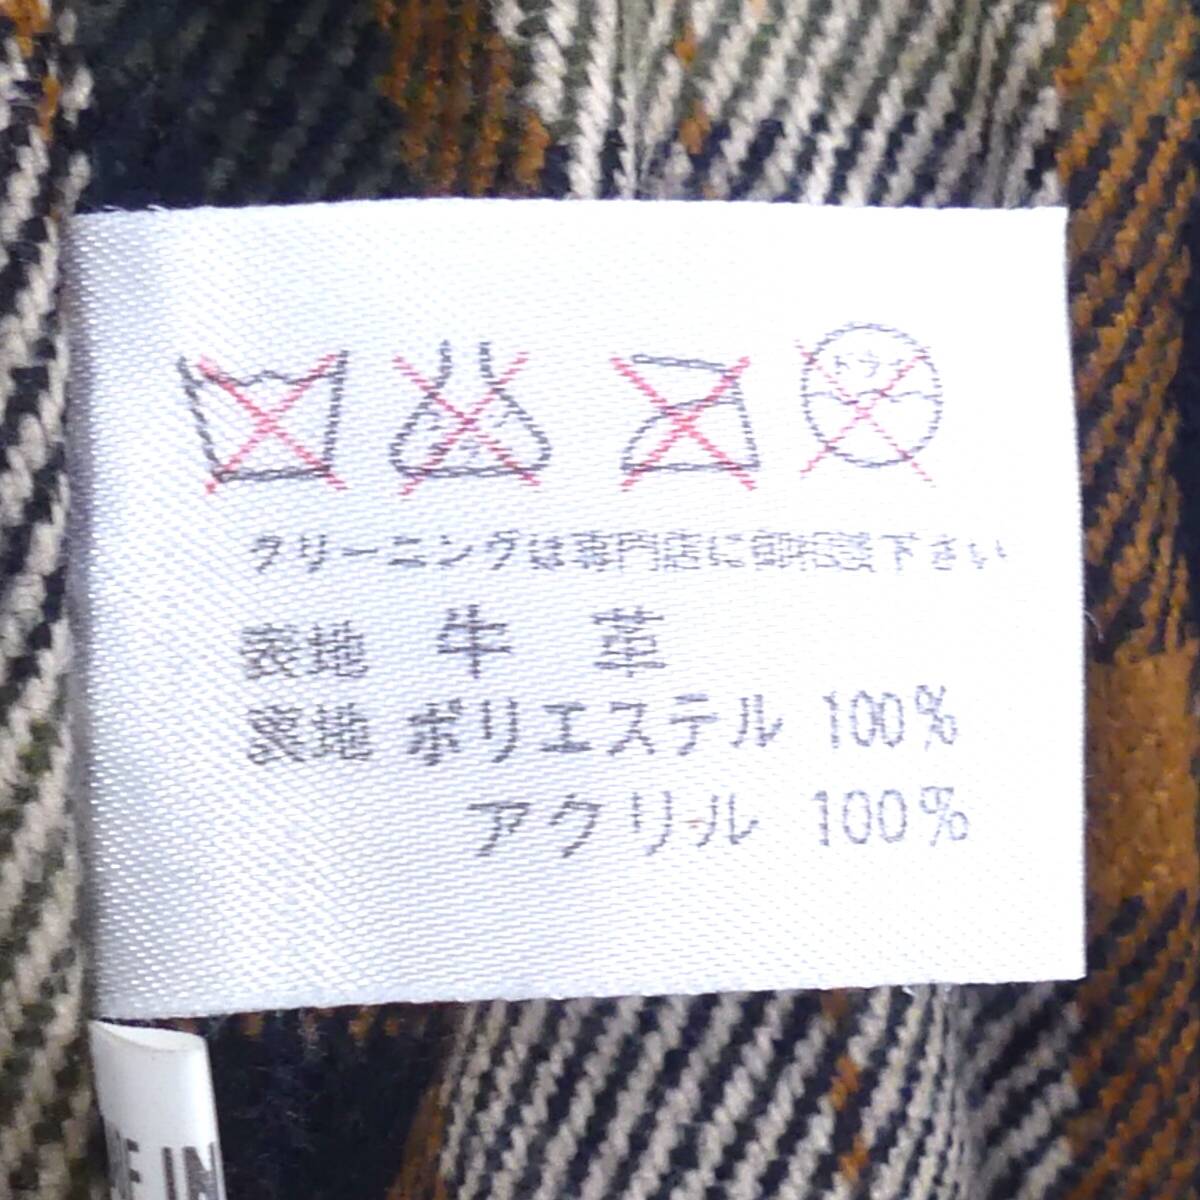 クリーニングは専門店に御相談下さい
表地 牛 革
裏地 ポリエステル 100%
アクリル 100%
IN